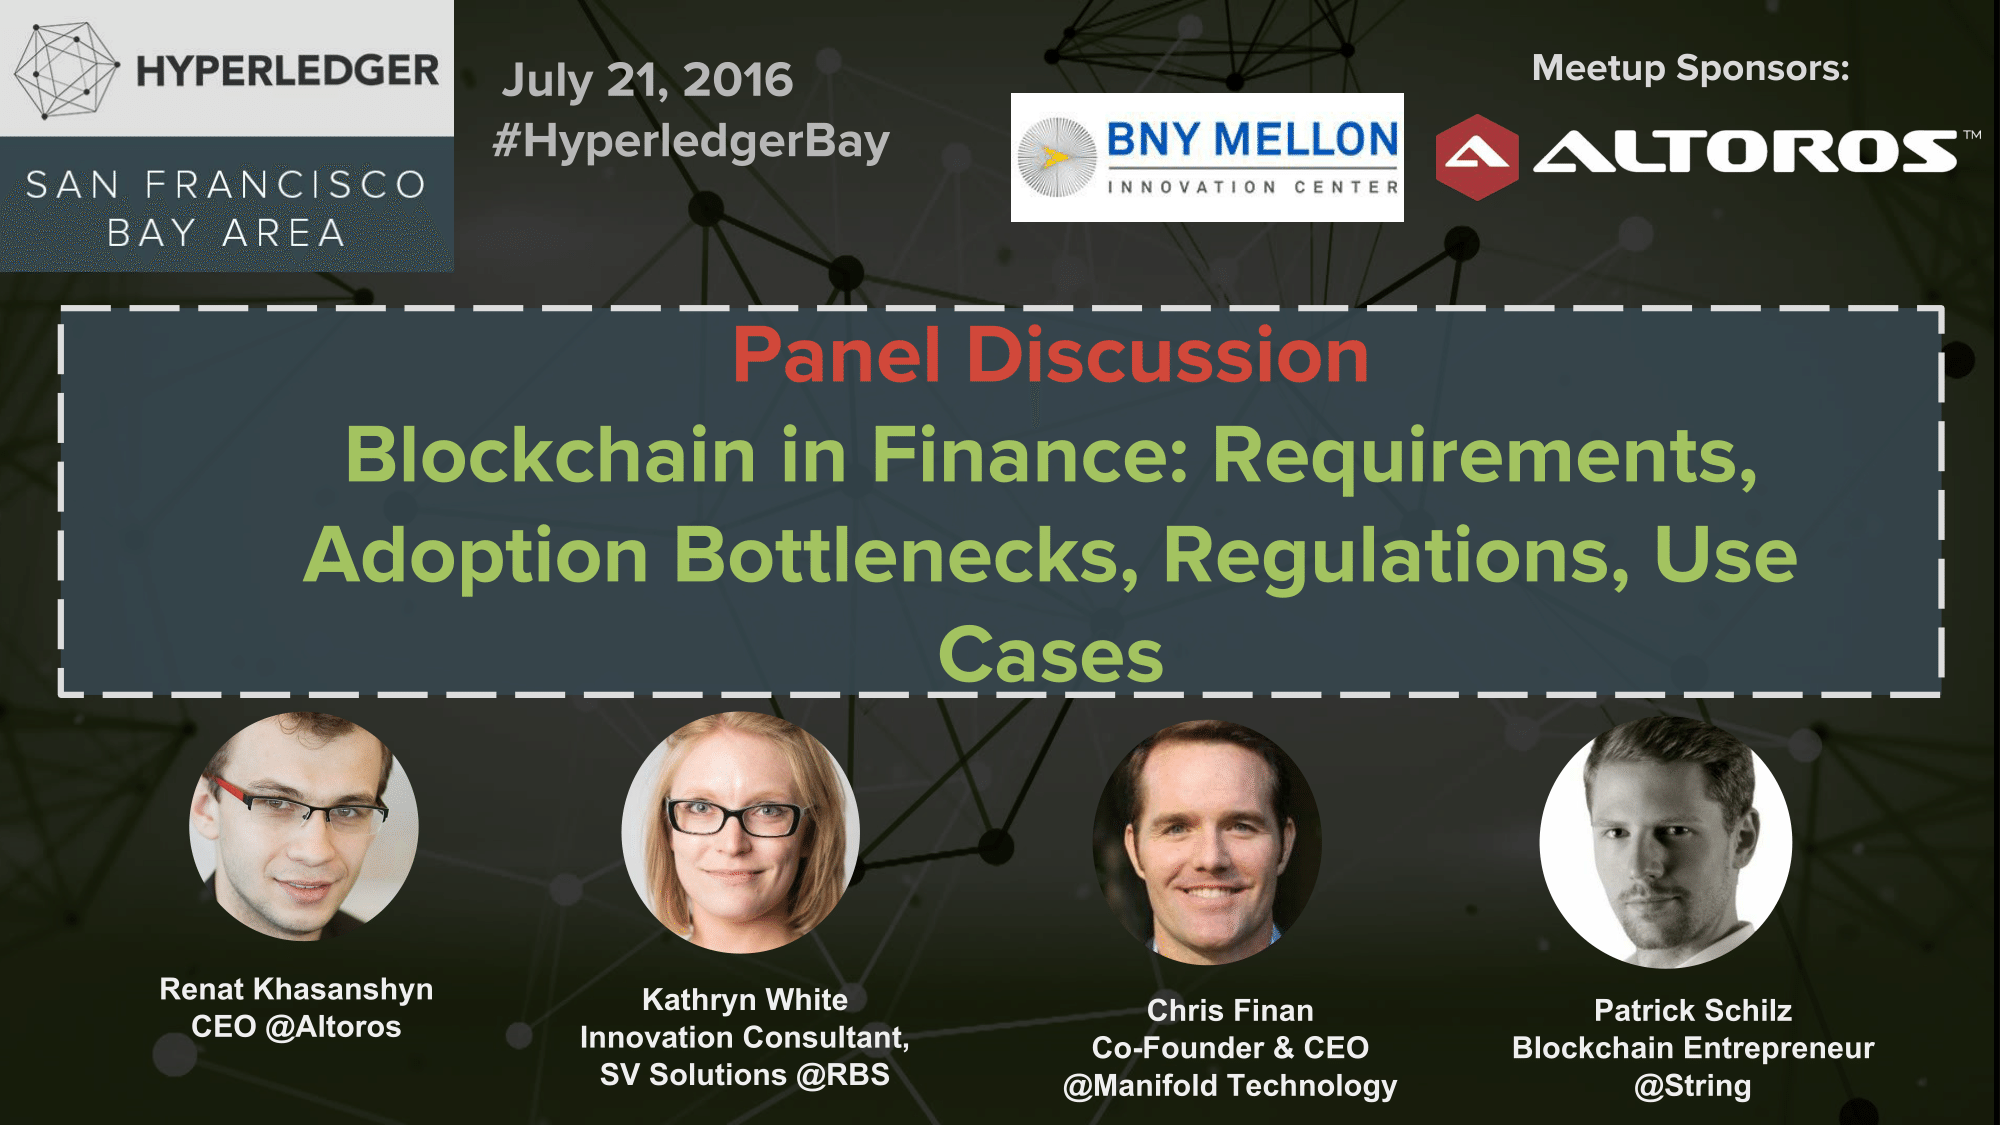 HYPERLEDGER
SAN FRANCISCO
BAY AREA
July 21, 2016
#HyperledgerBay
BNY MELLON
INNOVATION CENTER
Meetup Sponsors:
ALTOROS™
Panel Discussion
Blockchain in Finance: Requirements,
Adoption Bottlenecks, Regulations, Use
Cases
Renat Khasanshyn
CEO @Altoros
Kathryn White
Innovation Consultant,
SV Solutions @RBS
Chris Finan
Co-Founder & CEO
@Manifold Technology
Patrick Schilz
Blockchain Entrepreneur
@String